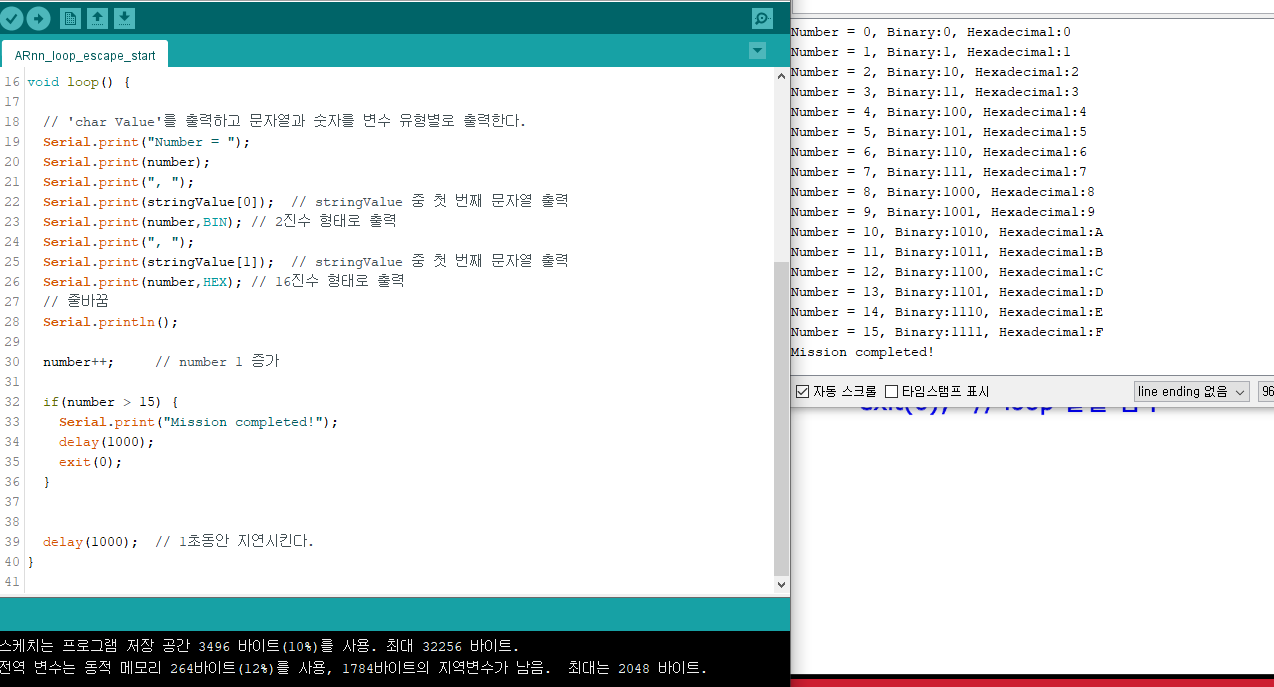 ARnn_loop_escape_start
16 void loop() {
17
18 // 'char Value'를 출력하고 문자열과 숫자를 변수 유형별로 출력한다.
19 Serial.print("Number = ");
20 Serial.print(number);
21 Serial.print(", ");
22 Serial.print(stringValue[0]);  // stringValue 중 첫 번째 문자열 출력
23 Serial.print(number,BIN); // 2진수 형태로 출력
24 Serial.print(", ");
25 Serial.print(stringValue[1]);  // stringValue 중 첫 번째 문자열 출력
26 Serial.print(number,HEX); // 16진수 형태로 출력
27 // 줄바꿈
28 Serial.println();
29
30 number++;     // number 1 증가
31
32 if(number > 15) {
33 Serial.print("Mission completed!");
34 delay(1000);
35 exit(0);
36 }
37
38
39 delay(1000);  // 1초동안 지연시킨다.
40 }
41
스케치는 프로그램 저장 공간 3496 바이트(10%)를 사용. 최대 32256 바이트.
전역 변수는 동적 메모리 264바이트(12%)를 사용, 1784바이트의 지역변수가 남음.  최대는 2048 바이트.
Number = 0, Binary:0, Hexadecimal:0
Number = 1, Binary:1, Hexadecimal:1
Number = 2, Binary:10, Hexadecimal:2
Number = 3, Binary:11, Hexadecimal:3
Number = 4, Binary:100, Hexadecimal:4
Number = 5, Binary:101, Hexadecimal:5
Number = 6, Binary:110, Hexadecimal:6
Number = 7, Binary:111, Hexadecimal:7
Number = 8, Binary:1000, Hexadecimal:8
Number = 9, Binary:1001, Hexadecimal:9
Number = 10, Binary:1010, Hexadecimal:A
Number = 11, Binary:1011, Hexadecimal:B
Number = 12, Binary:1100, Hexadecimal:C
Number = 13, Binary:1101, Hexadecimal:D
Number = 14, Binary:1110, Hexadecimal:E
Number = 15, Binary:1111, Hexadecimal:F
Mission completed!
자동 스크롤 타임스탬프 표시 line ending 없음 96